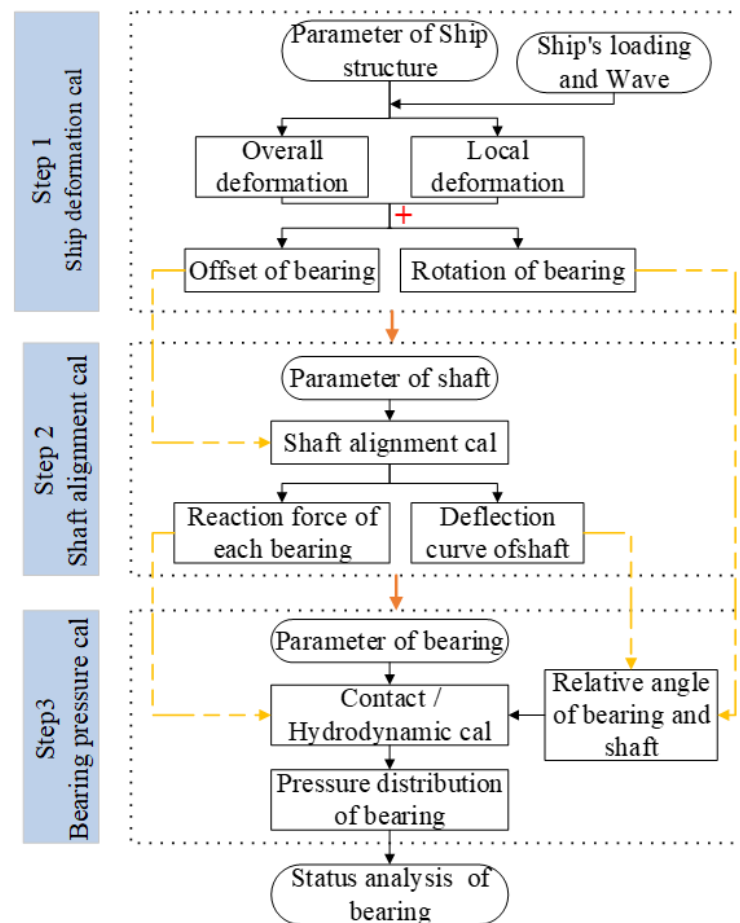 Step 1
Ship deformation cal
Parameter of Ship
structure
Ship's loading
and Wave
Overall
deformation
Local
deformation
+
Offset of bearing
Rotation of bearing
Step 2
Shaft alignment cal
Parameter of shaft
Shaft alignment cal
Reaction force of
each bearing
Deflection
curve ofshaft
Step3
Bearing pressure cal
Parameter of bearing
Contact /
Hydrodynamic cal
Relative angle
of bearing and
shaft
Pressure distribution
of bearing
Status analysis of
bearing